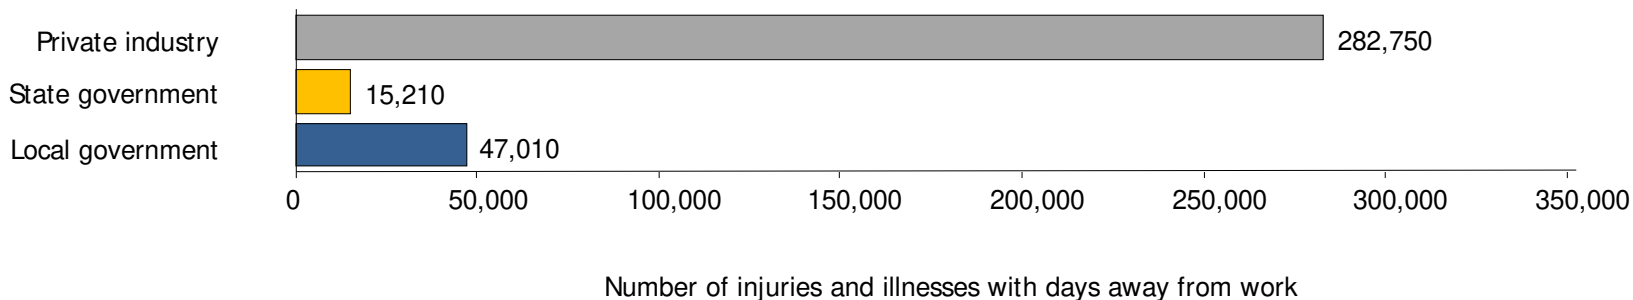 Private industry 282,750
State government 15,210
Local government 47,010
0 50,000 100,000 150,000 200,000 250,000 300,000 350,000
Number of injuries and illnesses with days away from work